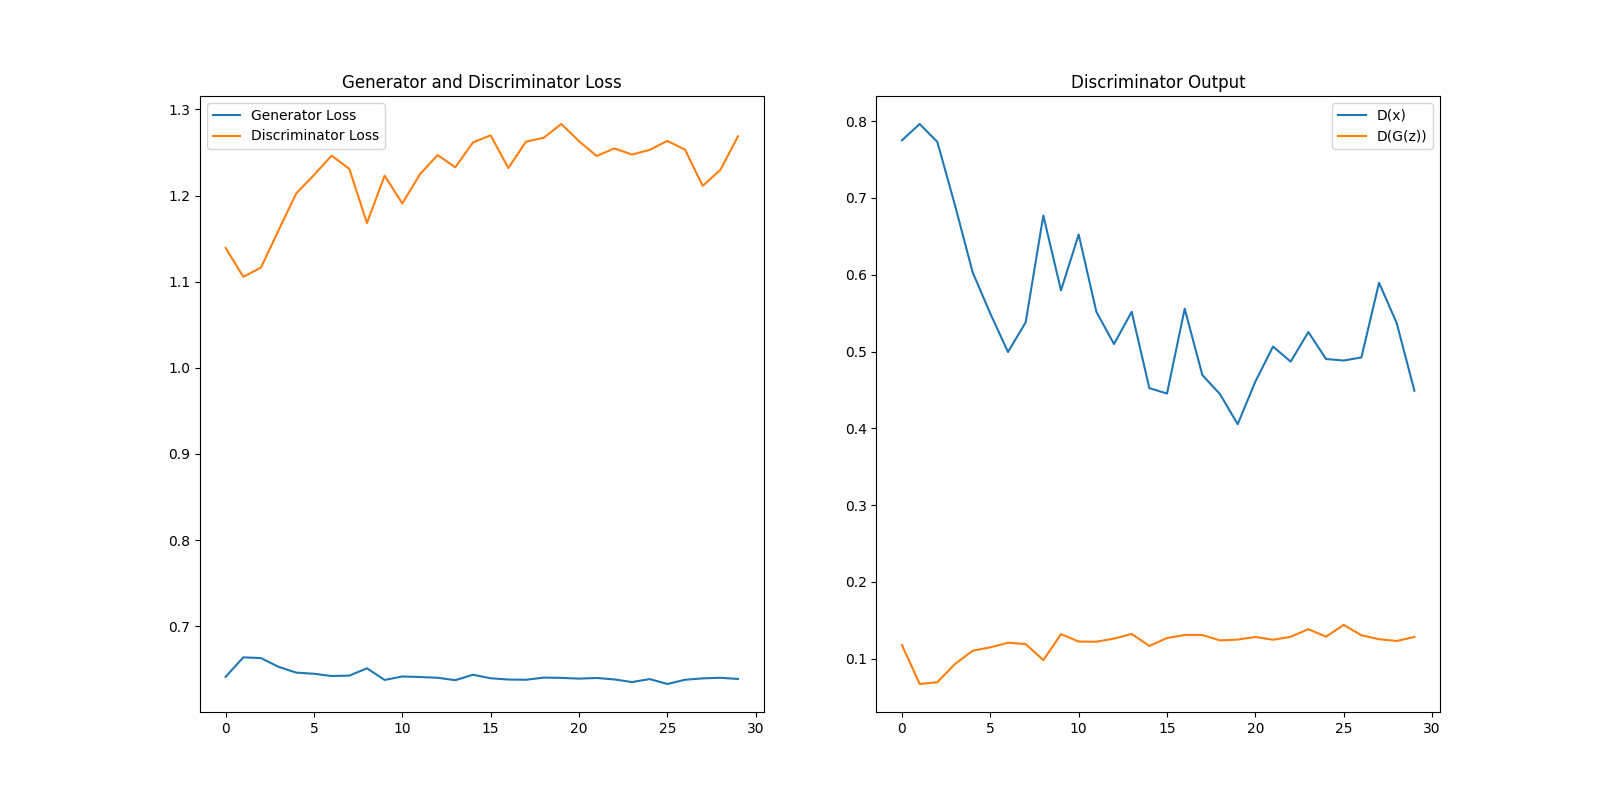 Generator and Discriminator Loss
Generator Loss
Discriminator Loss
1.3
1.2
1.1
1.0
0.9
0.8
0.7
0 5 10 15 20 25 30
Discriminator Output
D(x)
D(G(z))
0.8
0.7
0.6
0.5
0.4
0.3
0.2
0.1
0 5 10 15 20 25 30